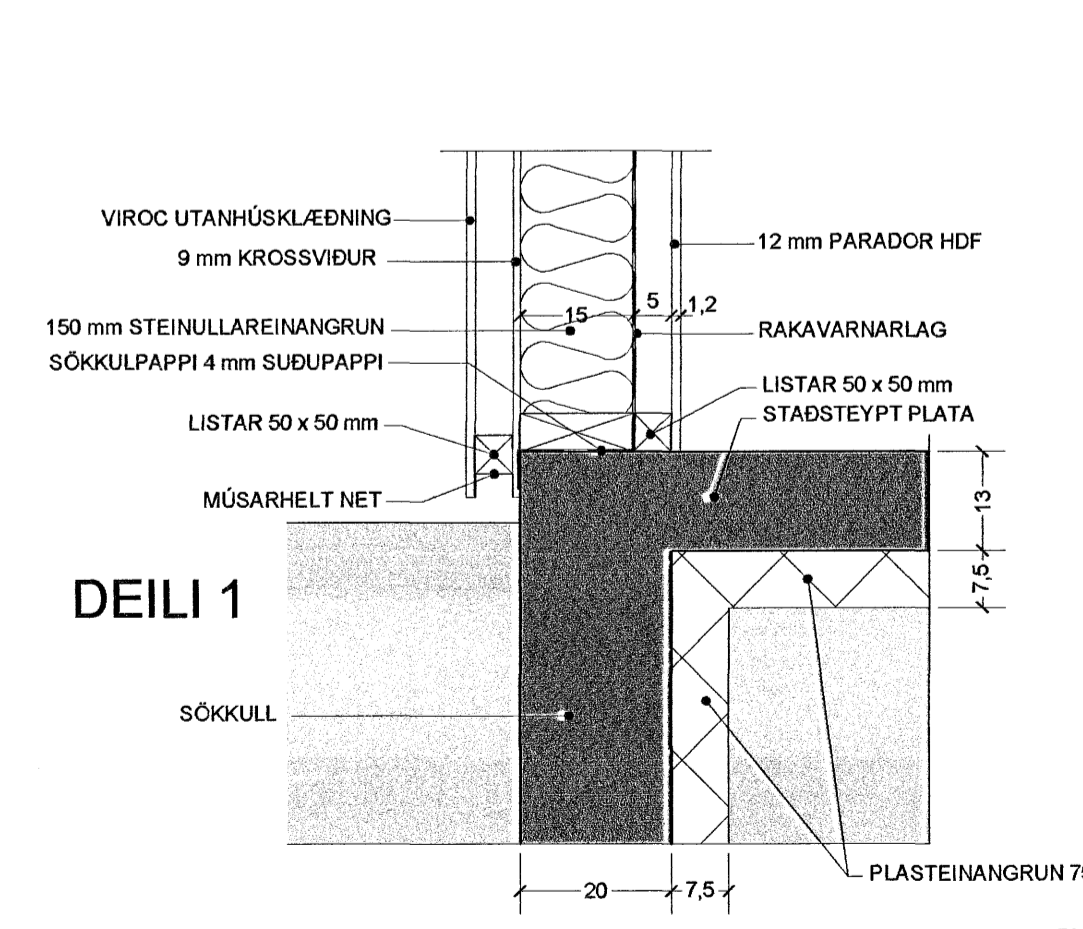 VIROC UTANHÚSKLÆÐNING
9 mm KROSSVIÐUR
12 mm PARADOR HDF
15
5
1,2
150 mm STEINULLAREINANGRUN
RAKAVARNARLAG
SÖKKULPAPPI 4 mm SUÐUPAPPI
LISTAR 50 x 50 mm
STAÐSTEYPT PLATA
LISTAR 50 x 50 mm
MÚSARHELT NET
13
7,5
DEILI 1
SÖKKULL
PLASTEINANGRUN 75
20
7,5